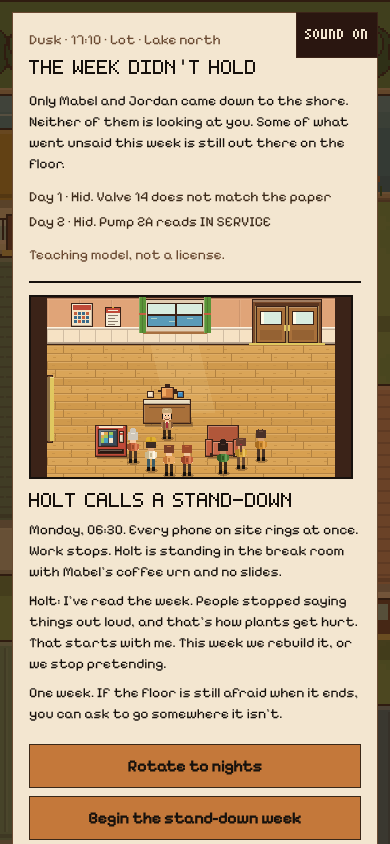 SOUND ON
Dusk · 17:10 · Lot · Lake north
THE WEEK DIDN'T HOLD
Only Mabel and Jordan came down to the shore.
Neither of them is looking at you. Some of what
went unsaid this week is still out there on the
floor.
Day 1 · Hid. Valve 14 does not match the paper
Day 2 · Hid. Pump 2A reads IN SERVICE
Teaching model, not a license.
HOLT CALLS A STAND-DOWN
Monday, 06:30. Every phone on site rings at once.
Work stops. Holt is standing in the break room
with Mabel's coffee urn and no slides.
Holt: I've read the week. People stopped saying
things out loud, and that's how plants get hurt.
That starts with me. This week we rebuild it, or
we stop pretending.
One week. If the floor is still afraid when it ends,
you can ask to go somewhere it isn't.
Rotate to nights
Begin the stand-down week